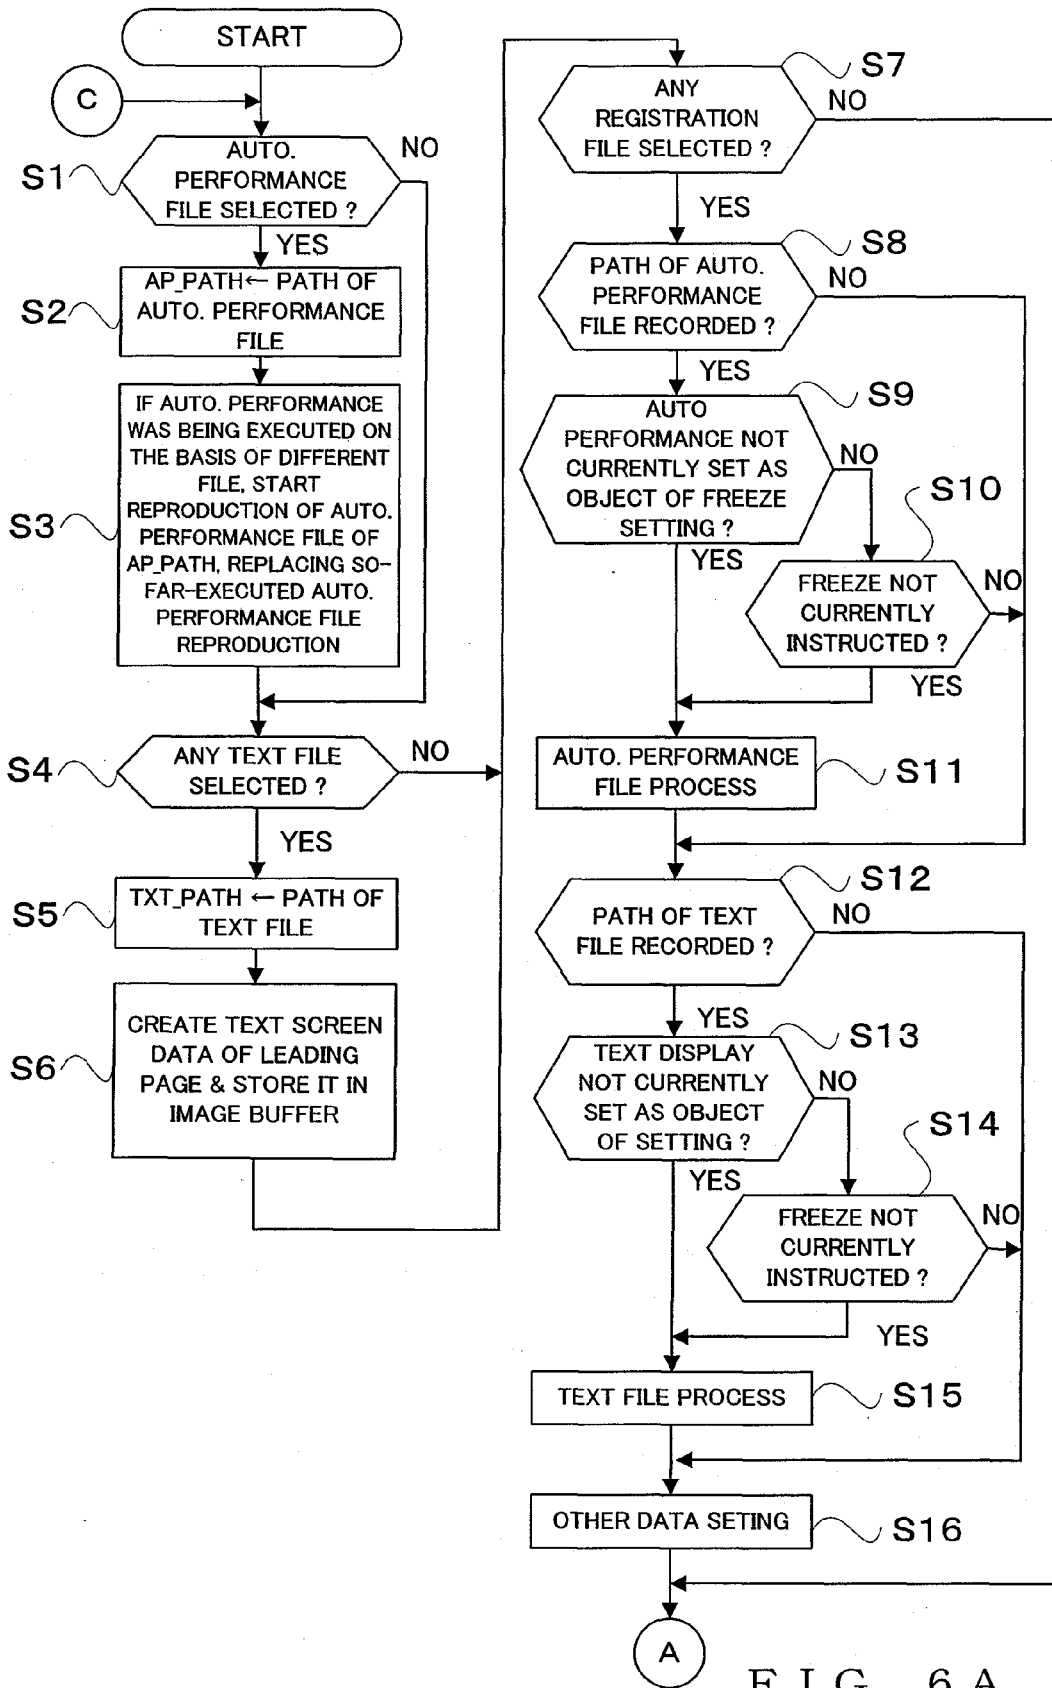 START
C
S1
AUTO.
PERFORMANCE
FILE SELECTED ?
NO
YES
S2
AP_PATH← PATH OF
AUTO. PERFORMANCE
FILE
S3
IF AUTO. PERFORMANCE
WAS BEING EXECUTED ON
THE BASIS OF DIFFERENT
FILE, START
REPRODUCTION OF AUTO.
PERFORMANCE FILE OF
AP_PATH, REPLACING SO-
FAR-EXECUTED AUTO.
PERFORMANCE FILE
REPRODUCTION
S4
ANY TEXT FILE
SELECTED ?
NO
YES
S5
TXT_PATH ← PATH OF
TEXT FILE
S6
CREATE TEXT SCREEN
DATA OF LEADING
PAGE & STORE IT IN
IMAGE BUFFER
S7
ANY
REGISTRATION
FILE SELECTED ?
NO
YES
S8
PATH OF AUTO.
PERFORMANCE
FILE RECORDED ?
NO
YES
S9
AUTO
PERFORMANCE NOT
CURRENTLY SET AS
OBJECT OF FREEZE
SETTING ?
NO
YES
S10
FREEZE NOT
CURRENTLY
INSTRUCTED ?
NO
YES
AUTO. PERFORMANCE
FILE PROCESS
S11
S12
PATH OF TEXT
FILE RECORDED ?
NO
YES
S13
TEXT DISPLAY
NOT CURRENTLY
SET AS OBJECT
OF SETTING ?
NO
YES
S14
FREEZE NOT
CURRENTLY
INSTRUCTED ?
NO
YES
TEXT FILE PROCESS
S15
OTHER DATA SETING
S16
A
FIG. 6A